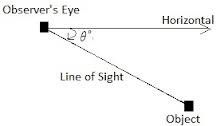 Observer's Eye
Horizontal
θ°.
Line of Sight
Object